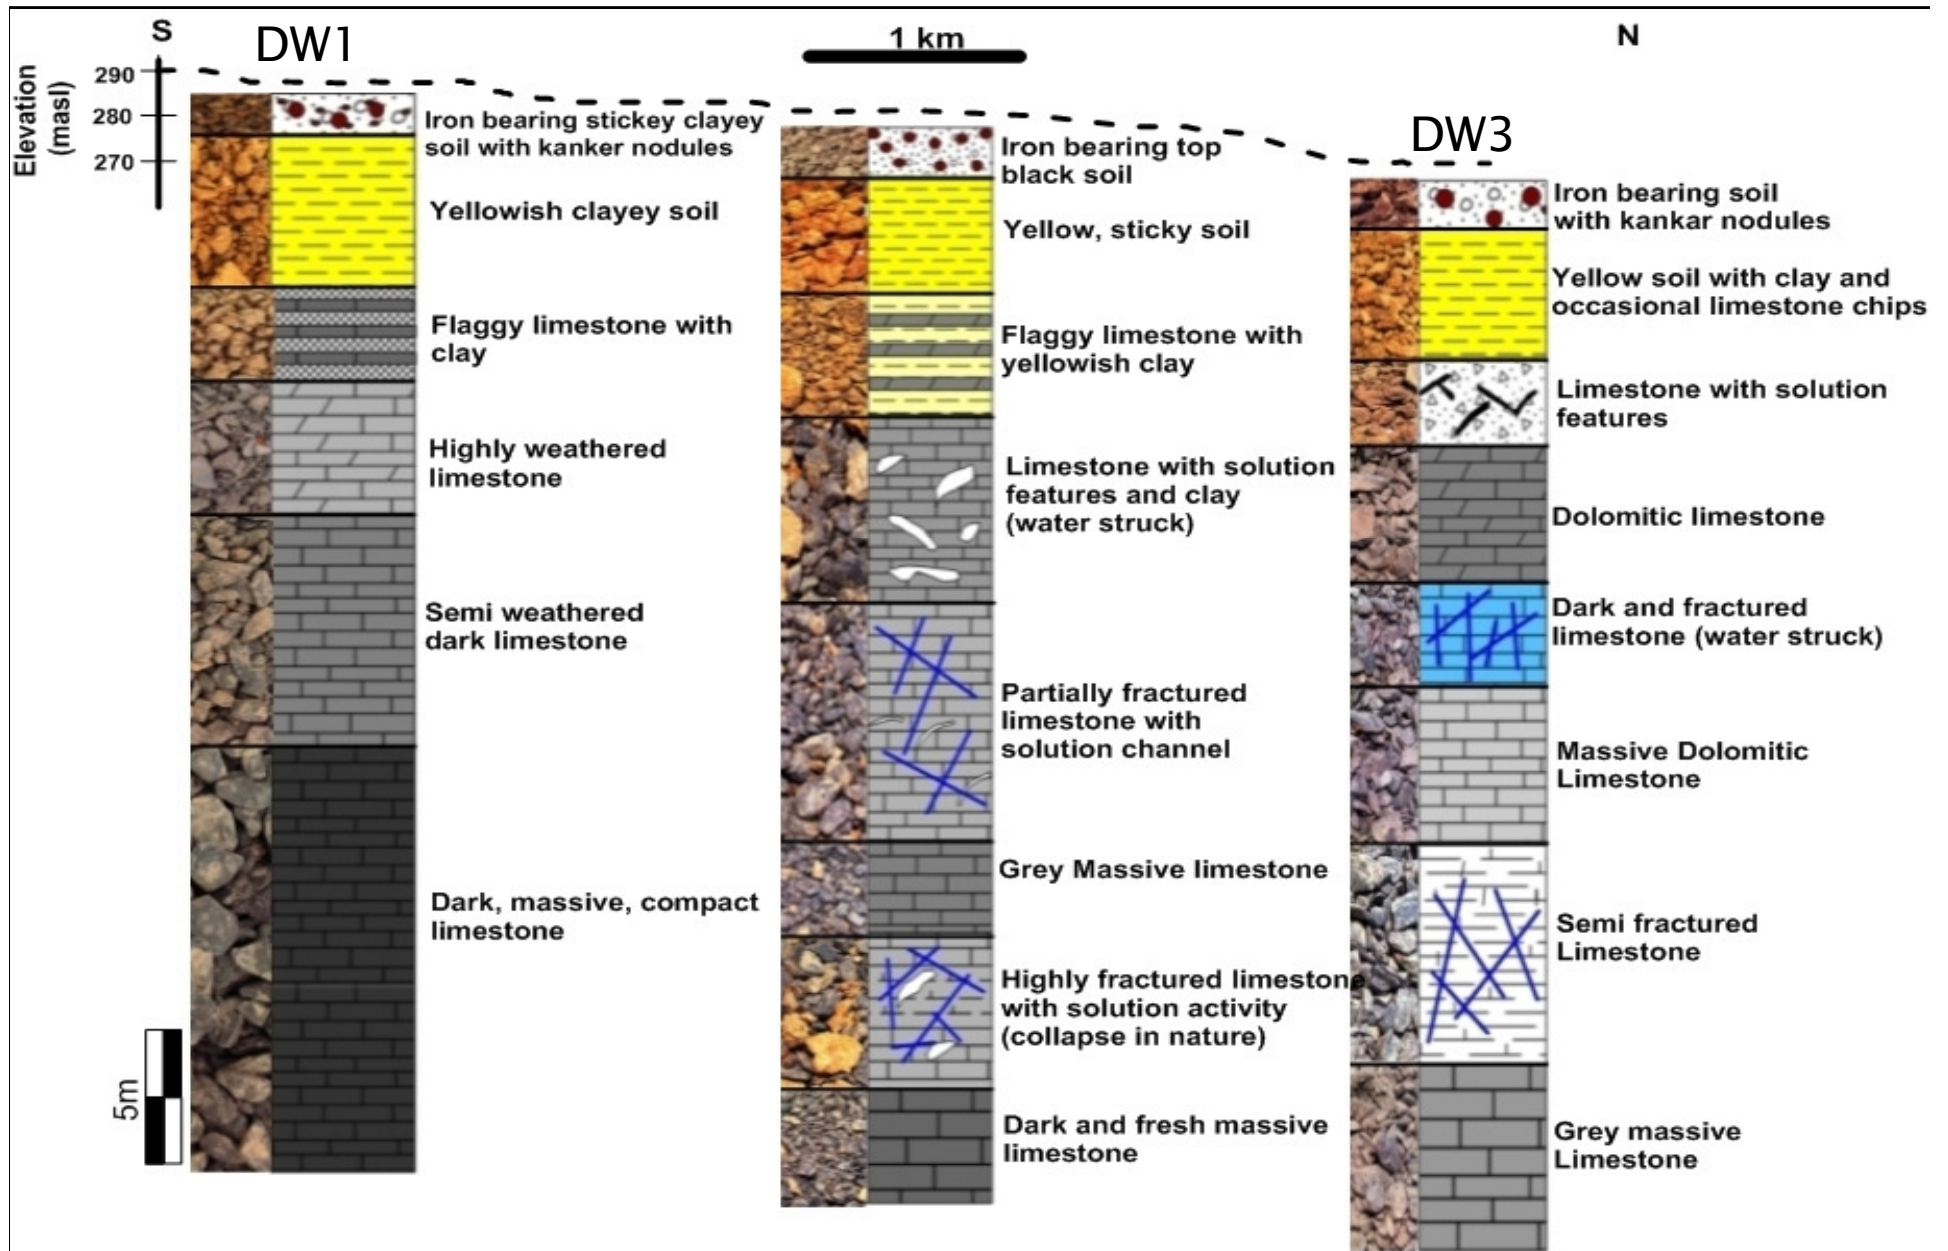 S
DW1
1 km
N
Elevation
(masl)
290
280
270
DW3
Iron bearing stickey clayey
soil with kanker nodules
Yellowish clayey soil
Flaggy limestone with
clay
Highly weathered
limestone
Semi weathered
dark limestone
Dark, massive, compact
limestone
5m
Iron bearing top
black soil
Yellow, sticky soil
Flaggy limestone with
yellowish clay
Limestone with solution
features and clay
(water struck)
Partially fractured
limestone with
solution channel
Grey Massive limestone
Highly fractured limestone
with solution activity
(collapse in nature)
Dark and fresh massive
limestone
Iron bearing soil
with kankar nodules
Yellow soil with clay and
occasional limestone chips
Limestone with solution
features
Dolomitic limestone
Dark and fractured
limestone (water struck)
Massive Dolomitic
Limestone
Semi fractured
Limestone
Grey massive
Limestone